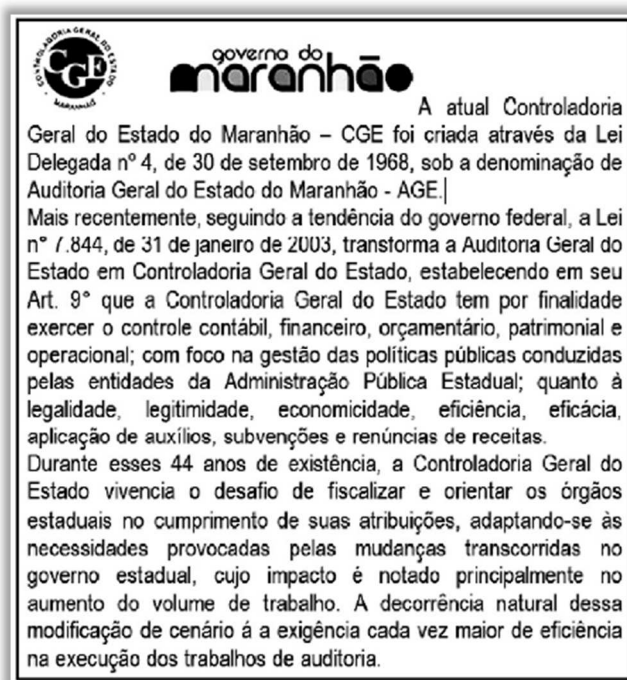 CONTROLADORIA GERAL DO ESTADO
CGE
MARANHÃO
governo do
maranhão
A atual Controladoria
Geral do Estado do Maranhão – CGE foi criada através da Lei
Delegada nº 4, de 30 de setembro de 1968, sob a denominação de
Auditoria Geral do Estado do Maranhão - AGE.
Mais recentemente, seguindo a tendência do governo federal, a Lei
n° 7.844, de 31 de janeiro de 2003, transforma a Auditoria Geral do
Estado em Controladoria Geral do Estado, estabelecendo em seu
Art. 9° que a Controladoria Geral do Estado tem por finalidade
exercer o controle contábil, financeiro, orçamentário, patrimonial e
operacional; com foco na gestão das políticas públicas conduzidas
pelas entidades da Administração Pública Estadual; quanto à
legalidade, legitimidade, economicidade, eficiência, eficácia,
aplicação de auxílios, subvenções e renúncias de receitas.
Durante esses 44 anos de existência, a Controladoria Geral do
Estado vivencia o desafio de fiscalizar e orientar os órgãos
estaduais no cumprimento de suas atribuições, adaptando-se às
necessidades provocadas pelas mudanças transcorridas no
governo estadual, cujo impacto é notado principalmente no
aumento do volume de trabalho. A decorrência natural dessa
modificação de cenário á a exigência cada vez maior de eficiência
na execução dos trabalhos de auditoria.